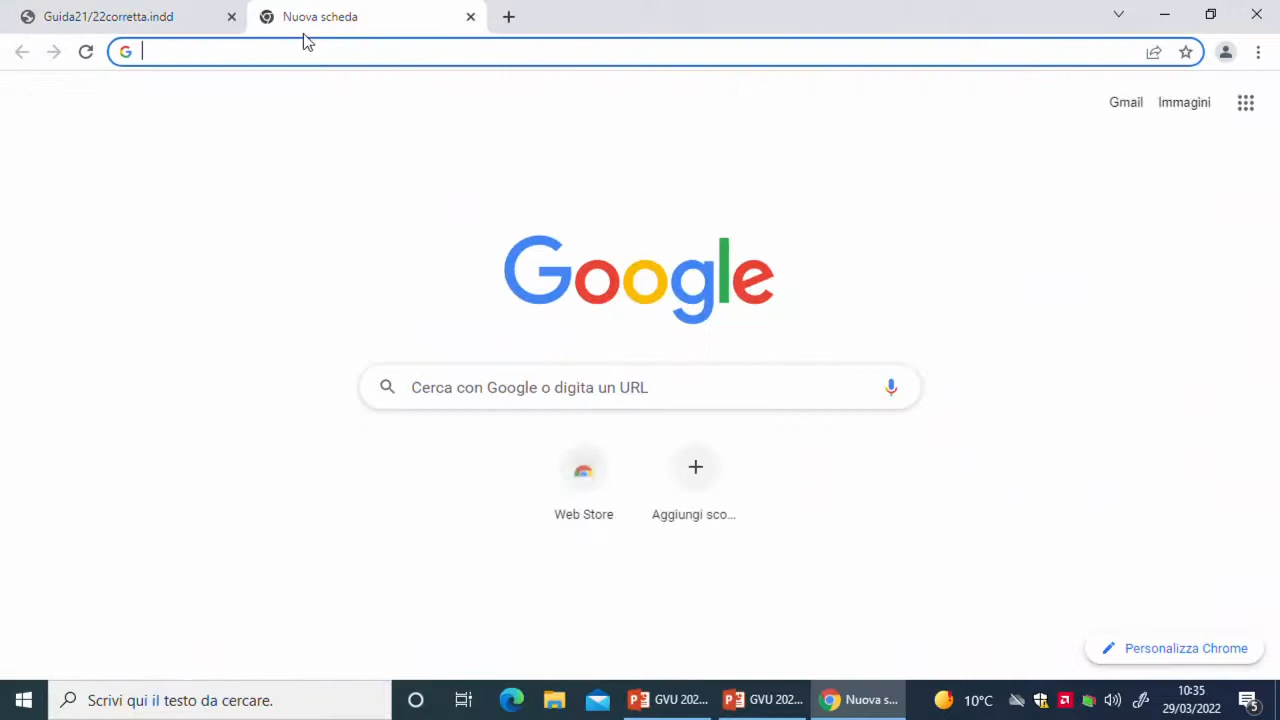 Guida21/22corretta.indd
Nuova scheda
Gmail
Immagini
Google
Cerca con Google o digita un URL
Web Store
Aggiungi sco...
Personalizza Chrome
Scrivi qui il testo da cercare.
GVU 202...
GVU 202...
Nuova s...
10°C
10:35
29/03/2022
5